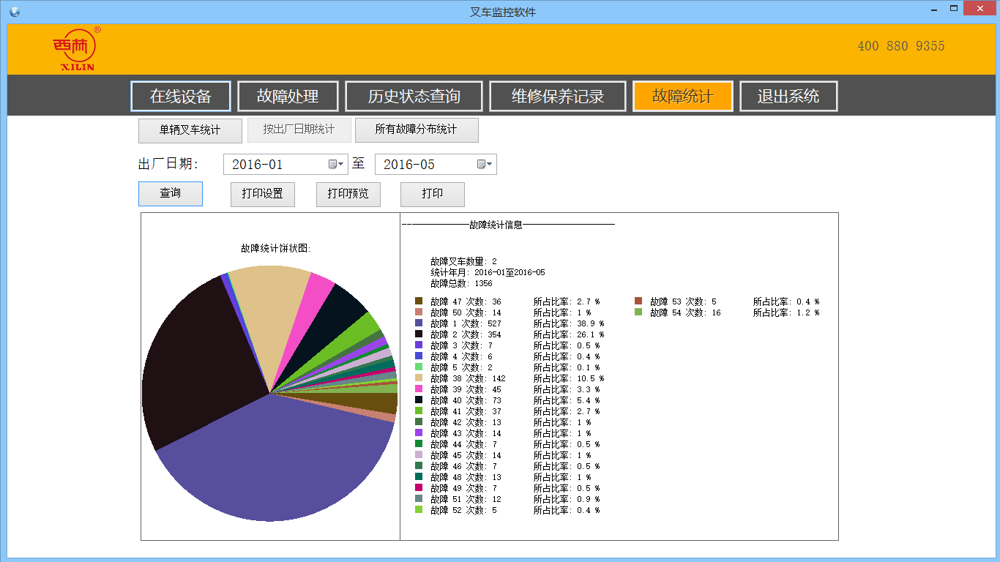 叉车监控软件
西林®
XILIN
400 880 9355
在线设备 故障处理 历史状态查询 维修保养记录 故障统计 退出系统
单辆叉车统计 按出厂日期统计 所有故障分布统计
出厂日期: 2016-01 至 2016-05
查询 打印设置 打印预览 打印
故障统计饼状图:
故障统计信息
故障叉车数量: 2
统计年月: 2016-01至2016-05
故障总数: 1356
故障 47 次数: 36 所占比率: 2.7 %
故障 50 次数: 14 所占比率: 1 %
故障 1 次数: 527 所占比率: 38.9 %
故障 2 次数: 354 所占比率: 26.1 %
故障 3 次数: 7 所占比率: 0.5 %
故障 4 次数: 6 所占比率: 0.4 %
故障 5 次数: 2 所占比率: 0.1 %
故障 38 次数: 142 所占比率: 10.5 %
故障 39 次数: 45 所占比率: 3.3 %
故障 40 次数: 73 所占比率: 5.4 %
故障 41 次数: 37 所占比率: 2.7 %
故障 42 次数: 13 所占比率: 1 %
故障 43 次数: 14 所占比率: 1 %
故障 44 次数: 7 所占比率: 0.5 %
故障 45 次数: 14 所占比率: 1 %
故障 46 次数: 7 所占比率: 0.5 %
故障 48 次数: 13 所占比率: 1 %
故障 49 次数: 7 所占比率: 0.5 %
故障 51 次数: 12 所占比率: 0.9 %
故障 52 次数: 5 所占比率: 0.4 %
故障 53 次数: 5 所占比率: 0.4 %
故障 54 次数: 16 所占比率: 1.2 %